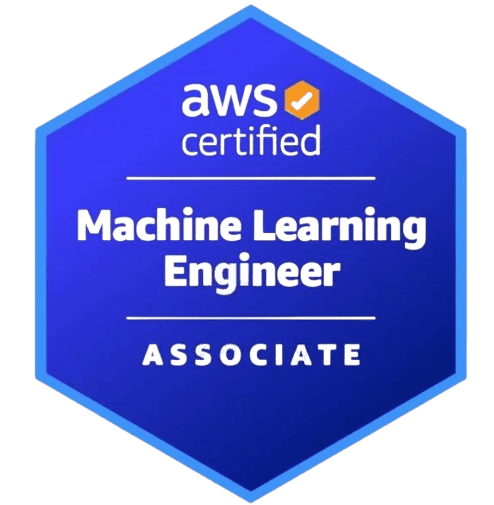 aws
certified
Machine Learning
Engineer
ASSOCIATE